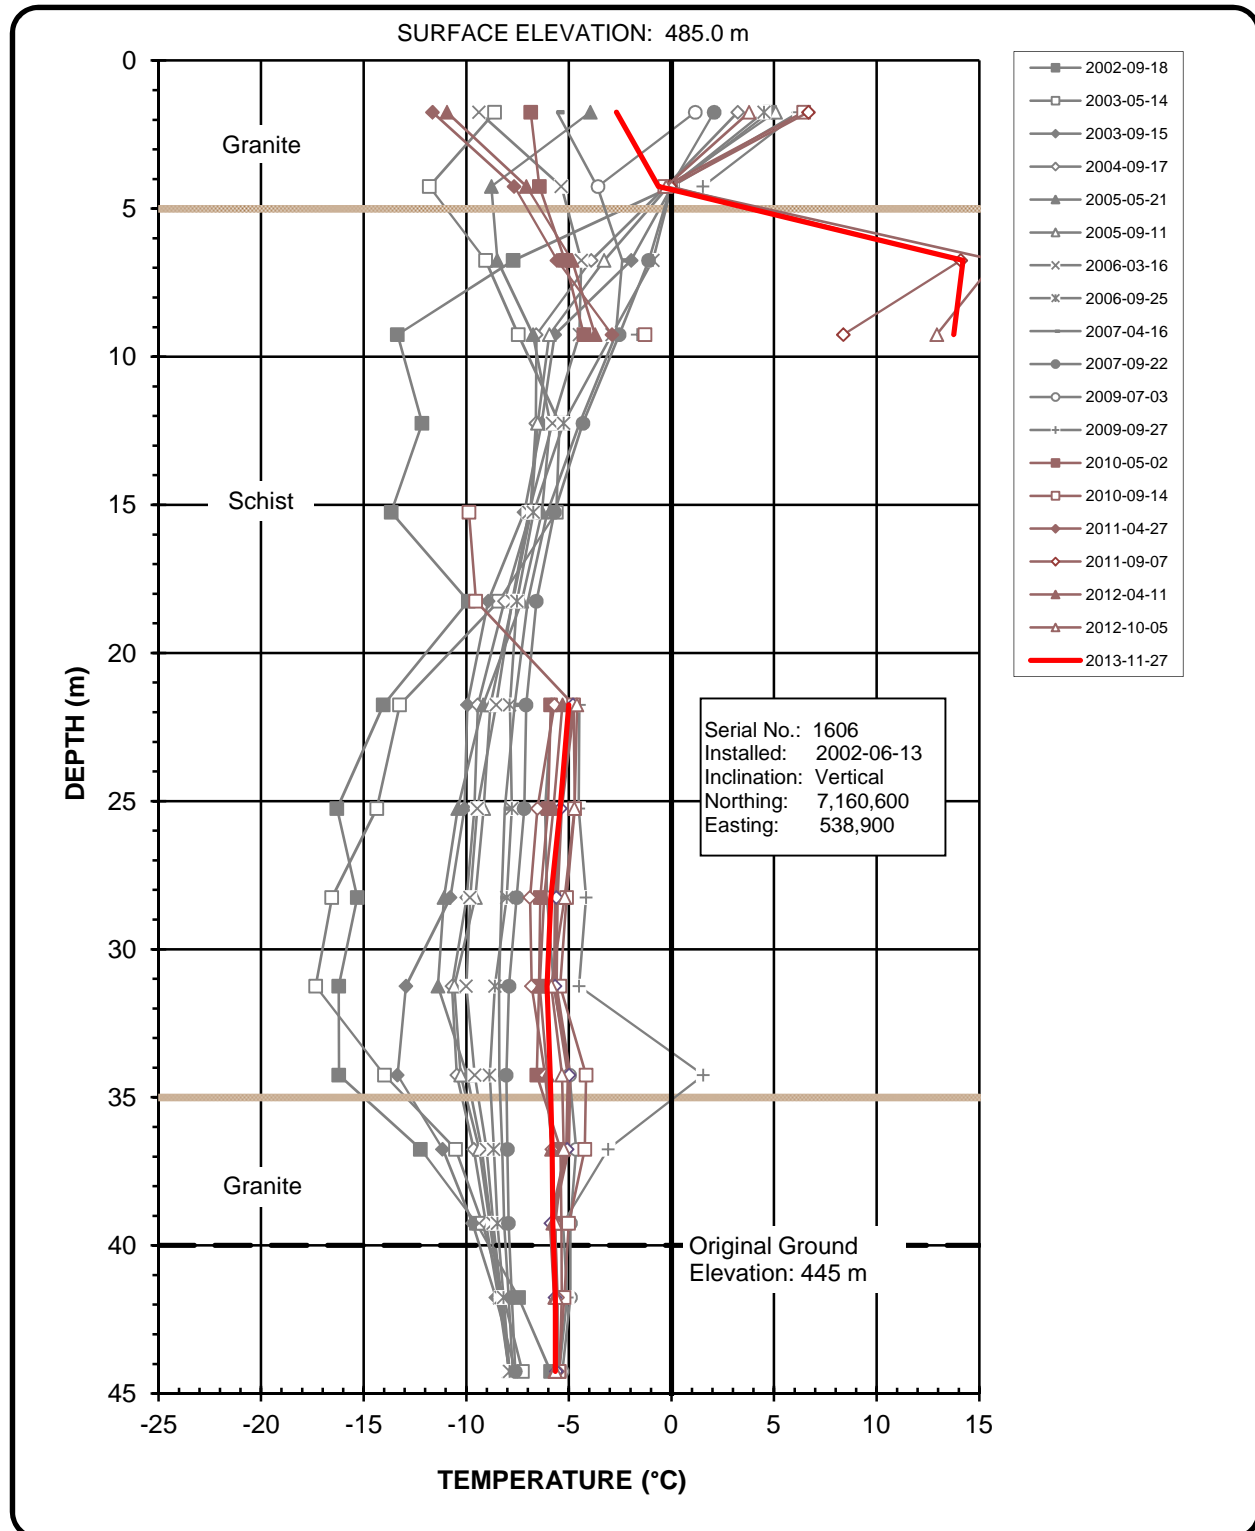 SURFACE ELEVATION: 485.0 m
0
5
10
15
20
25
30
35
40
45
DEPTH (m)
Granite
Schist
Granite
Serial No.: 1606
Installed: 2002-06-13
Inclination: Vertical
Northing: 7,160,600
Easting: 538,900
Original Ground
Elevation: 445 m
-25 -20 -15 -10 -5 0 5 10 15
TEMPERATURE (°C)
2002-09-18
2003-05-14
2003-09-15
2004-09-17
2005-05-21
2005-09-11
2006-03-16
2006-09-25
2007-04-16
2007-09-22
2009-07-03
2009-09-27
2010-05-02
2010-09-14
2011-04-27
2011-09-07
2012-04-11
2012-10-05
2013-11-27